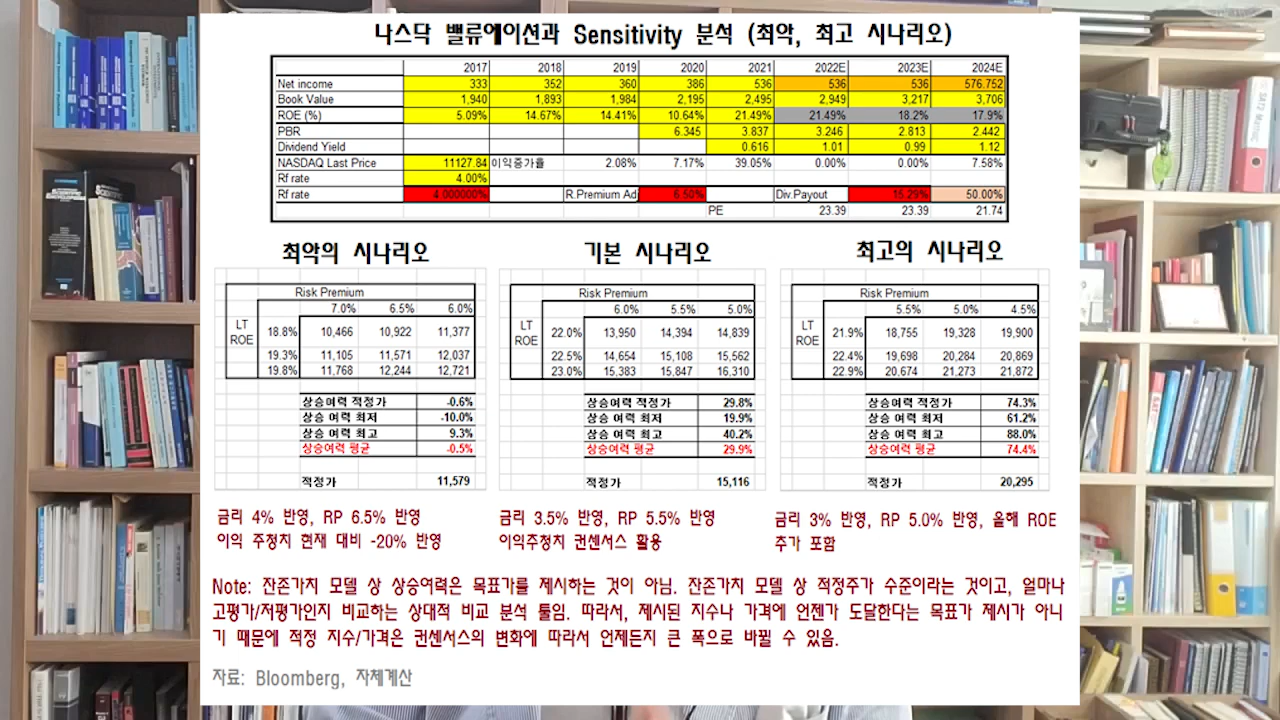 나스닥 밸류에이션과 Sensitivity 분석 (최악, 최고 시나리오)
2017 2018 2019 2020 2021 2022E 2023E 2024E
Net income 333 352 360 386 536 536 536 576.752
Book Value 1,940 1,893 1,984 2,195 2,495 2,949 3,217 3,706
ROE (%) 5.09% 14.67% 14.41% 10.64% 21.49% 21.49% 18.2% 17.9%
PBR 6.345 3.837 3.246 2.813 2.442
Dividend Yield 0.616 1.01 0.99 1.12
NASDAQ Last Price 11127.84 이익증가율 2.08% 7.17% 39.05% 0.00% 0.00% 7.58%
Rf rate 4.00%
Rf rate 4.000000% R.Premium Adj 6.50% Div.Payout 15.29% 50.00%
PE 23.39 23.39 21.74
최악의 시나리오
Risk Premium
7.0% 6.5% 6.0%
LT ROE
18.8% 10,466 10,922 11,377
19.3% 11,105 11,571 12,037
19.8% 11,768 12,244 12,721
상승여력 적정가 -0.6%
상승 여력 최저 -10.0%
상승 여력 최고 9.3%
상승여력 평균 -0.5%
적정가 11,579
금리 4% 반영, RP 6.5% 반영
이익 추정치 현재 대비 -20% 반영
기본 시나리오
Risk Premium
6.0% 5.5% 5.0%
LT ROE
22.0% 13,950 14,394 14,839
22.5% 14,654 15,108 15,562
23.0% 15,383 15,847 16,310
상승여력 적정가 29.8%
상승 여력 최저 19.9%
상승 여력 최고 40.2%
상승여력 평균 29.9%
적정가 15,116
금리 3.5% 반영, RP 5.5% 반영
이익추정치 컨센서스 활용
최고의 시나리오
Risk Premium
5.5% 5.0% 4.5%
LT ROE
21.9% 18,755 19,328 19,900
22.4% 19,698 20,284 20,869
22.9% 20,674 21,273 21,872
상승여력 적정가 74.3%
상승 여력 최저 61.2%
상승 여력 최고 88.0%
상승여력 평균 74.4%
적정가 20,295
금리 3% 반영, RP 5.0% 반영, 올해 ROE
추가 포함
Note: 잔존가치 모델 상 상승여력은 목표가를 제시하는 것이 아님. 잔존가치 모델 상 적정주가 수준이라는 것이고, 얼마나
고평가/저평가인지 비교하는 상대적 비교 분석 툴임. 따라서, 제시된 지수나 가격에 언젠가 도달한다는 목표가 제시가 아니
기 때문에 적정 지수/가격은 컨센서스의 변화에 따라서 언제든지 큰 폭으로 바뀔 수 있음.
자료: Bloomberg, 자체계산